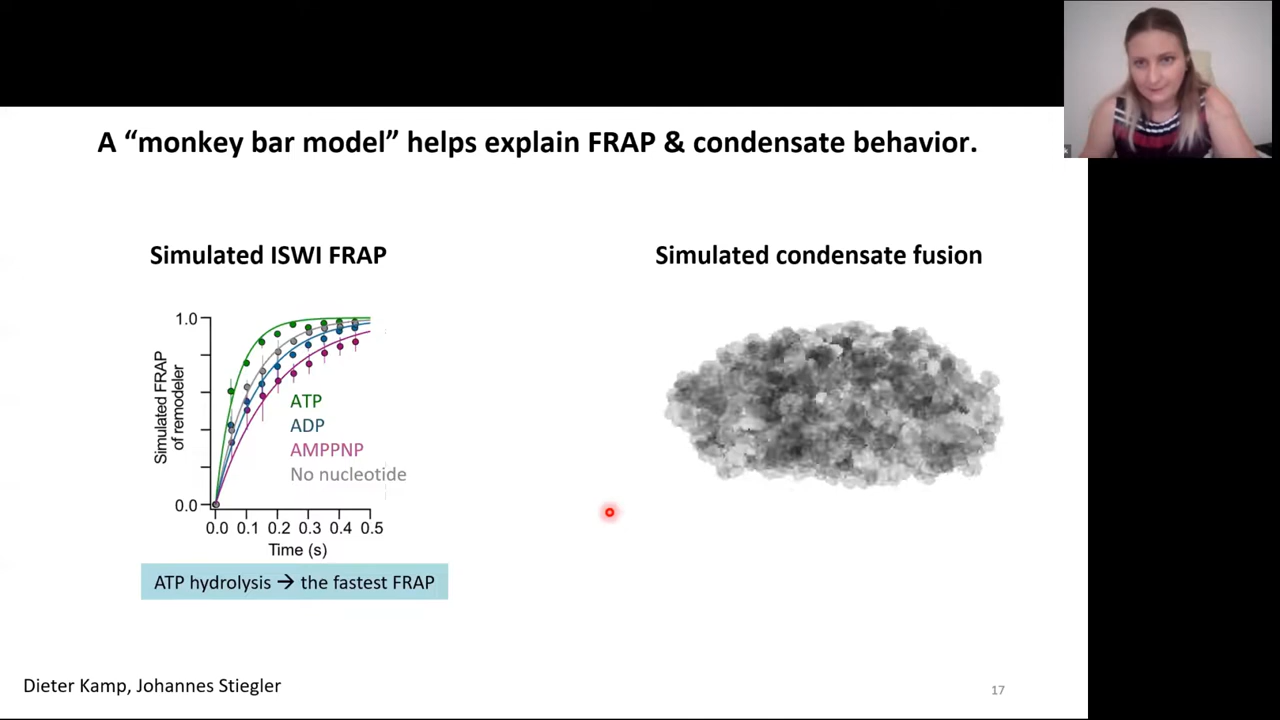 A “monkey bar model” helps explain FRAP & condensate behavior.
Simulated ISWI FRAP
Simulated condensate fusion
Simulated FRAP
of remodeler
1.0
0.0
ATP
ADP
AMPPNP
No nucleotide
0.0 0.1 0.2 0.3 0.4 0.5
Time (s)
ATP hydrolysis → the fastest FRAP
Dieter Kamp, Johannes Stiegler
17